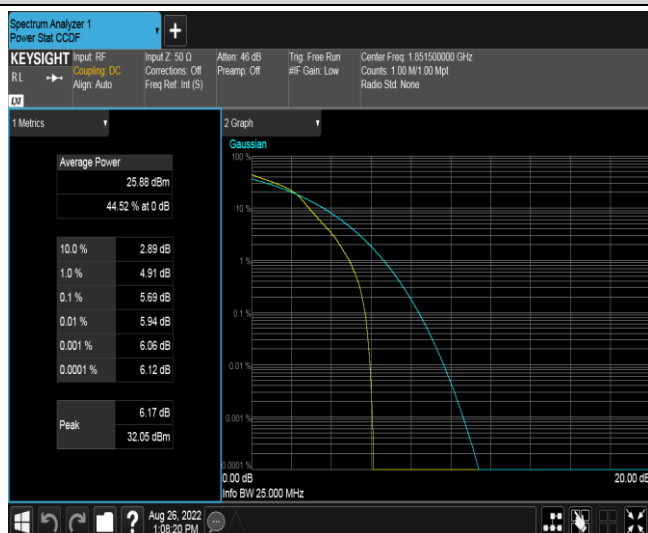 Spectrum Analyzer 1
Power Stat CCDF
+
KEYSIGHT
R L
LXI
Input: RF
Coupling: DC
Align: Auto
Input Z: 50 Ω
Corrections: Off
Freq Ref: Int (S)
Atten: 46 dB
Preamp: Off
Trig: Free Run
#IF Gain: Low
Center Freq: 1.851500000 GHz
Counts: 1.00 M/1.00 Mpt
Radio Std: None
1 Metrics
Average Power
25.88 dBm
44.52 % at 0 dB
10.0 % 2.89 dB
1.0 % 4.91 dB
0.1 % 5.69 dB
0.01 % 5.94 dB
0.001 % 6.06 dB
0.0001 % 6.12 dB
Peak
6.17 dB
32.05 dBm
2 Graph
Gaussian
100 %
10 %
1 %
0.1 %
0.01 %
0.001 %
0.0001 %
0.00 dB 20.00 dB
Info BW 25.000 MHz
?
Aug 26, 2022
1:08:20 PM